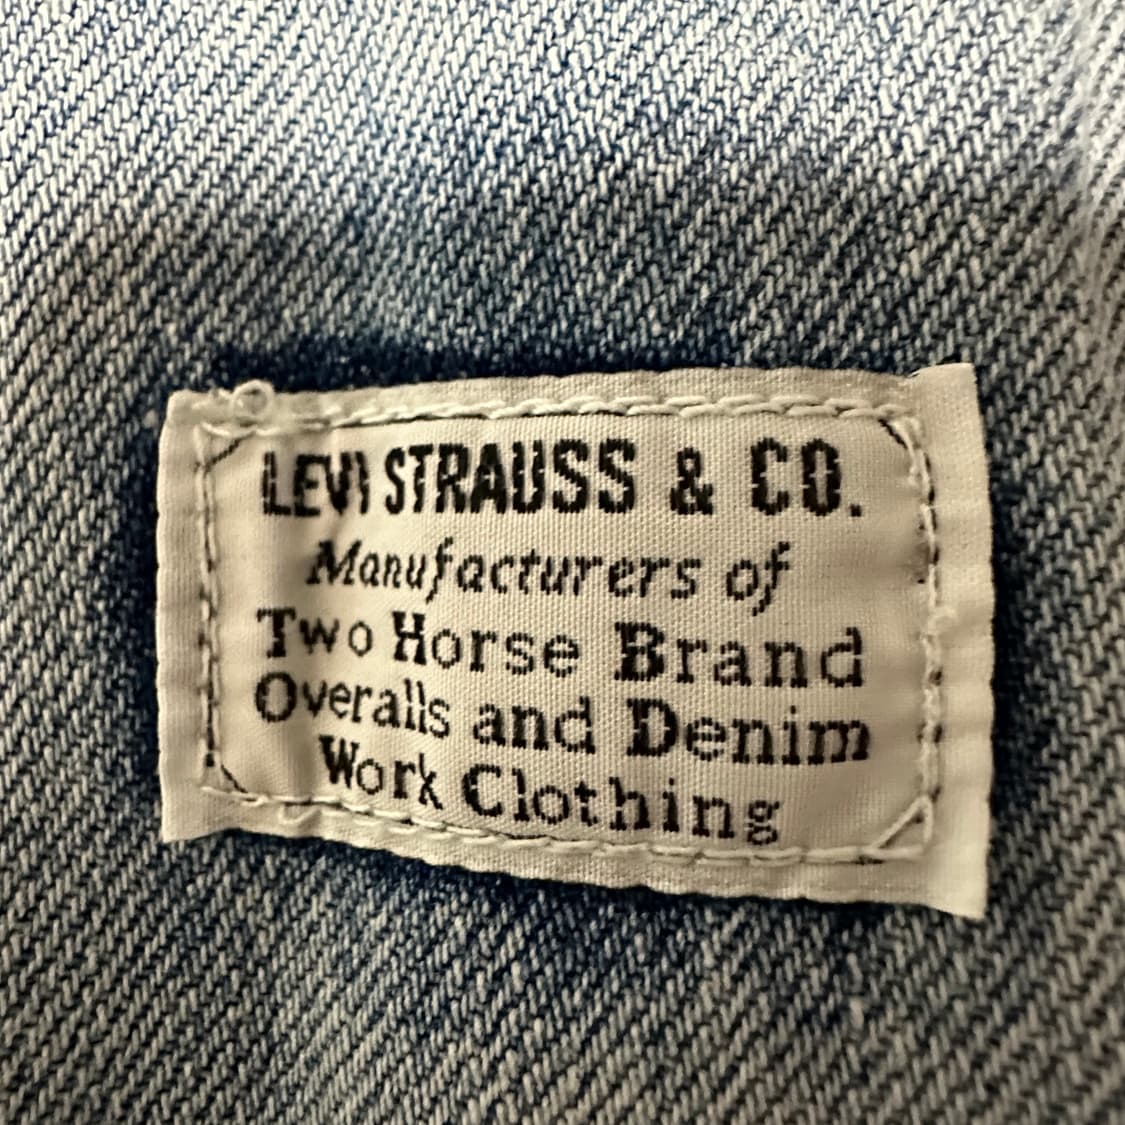 LEVI STRAUSS & CO.
Manufacturers of
Two Horse Brand
Overalls and Denim
Work Clothing